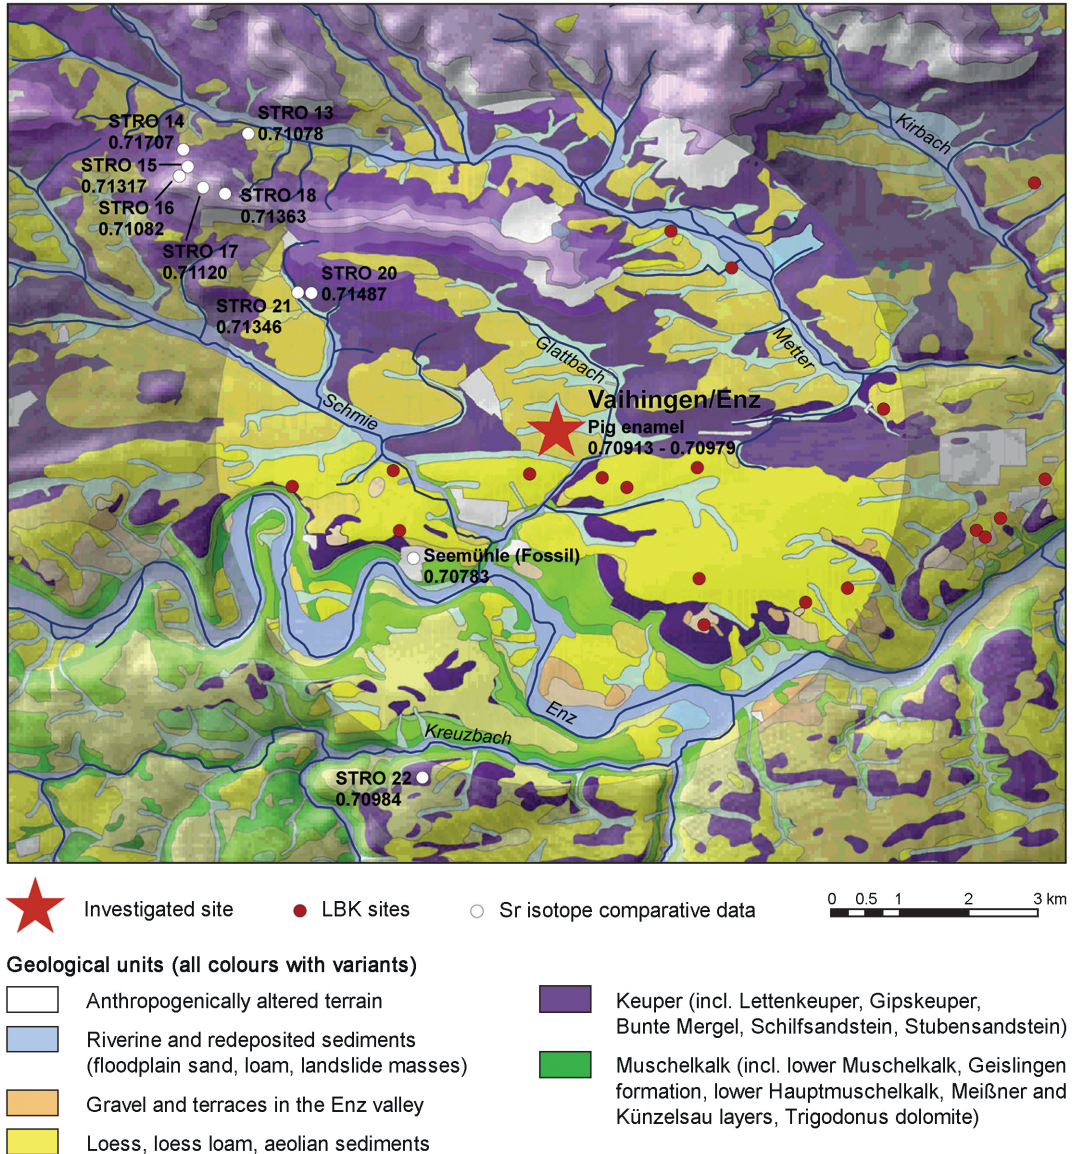 STRO 13
0.71078
STRO 14
0.71707
STRO 15
0.71317
STRO 16
0.71082
STRO 18
0.71363
STRO 17
0.71120
STRO 20
0.71487
STRO 21
0.71346
Kirbach
Metter
Glattbach
Schmie
Vaihingen/Enz
Pig enamel
0.70913 - 0.70979
Seemühle (Fossil)
0.70783
Enz
Kreuzbach
STRO 22
0.70984
Investigated site
LBK sites
Sr isotope comparative data
0 0.5 1 2 3 km
Geological units (all colours with variants)
Anthropogenically altered terrain
Riverine and redeposited sediments
(floodplain sand, loam, landslide masses)
Gravel and terraces in the Enz valley
Loess, loess loam, aeolian sediments
Keuper (incl. Lettenkeuper, Gipskeuper,
Bunte Mergel, Schilfsandstein, Stubensandstein)
Muschelkalk (incl. lower Muschelkalk, Geislingen
formation, lower Hauptmuschelkalk, Meißner and
Künzelsau layers, Trigodonus dolomite)